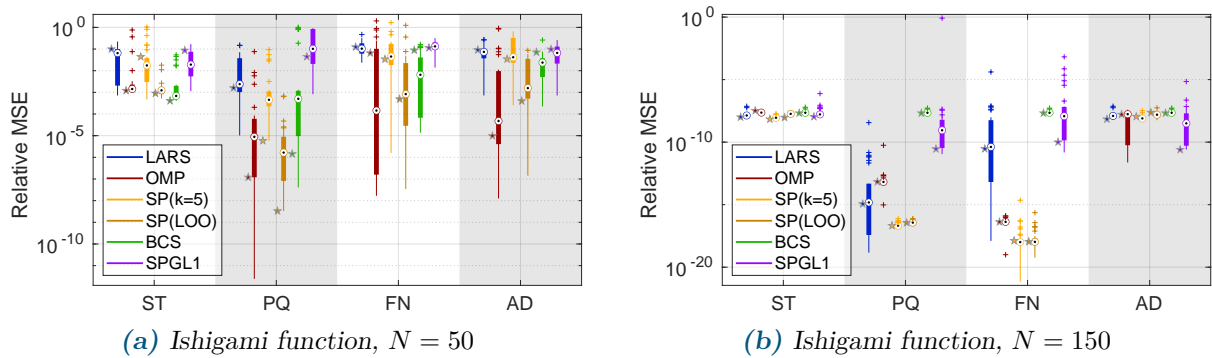 10^0
10^-5
10^-10
Relative MSE
LARS
OMP
SP(k=5)
SP(LOO)
BCS
SPGL1
ST PQ FN AD
(a) Ishigami function, N = 50
10^0
10^-10
10^-20
Relative MSE
LARS
OMP
SP(k=5)
SP(LOO)
BCS
SPGL1
ST PQ FN AD
(b) Ishigami function, N = 150